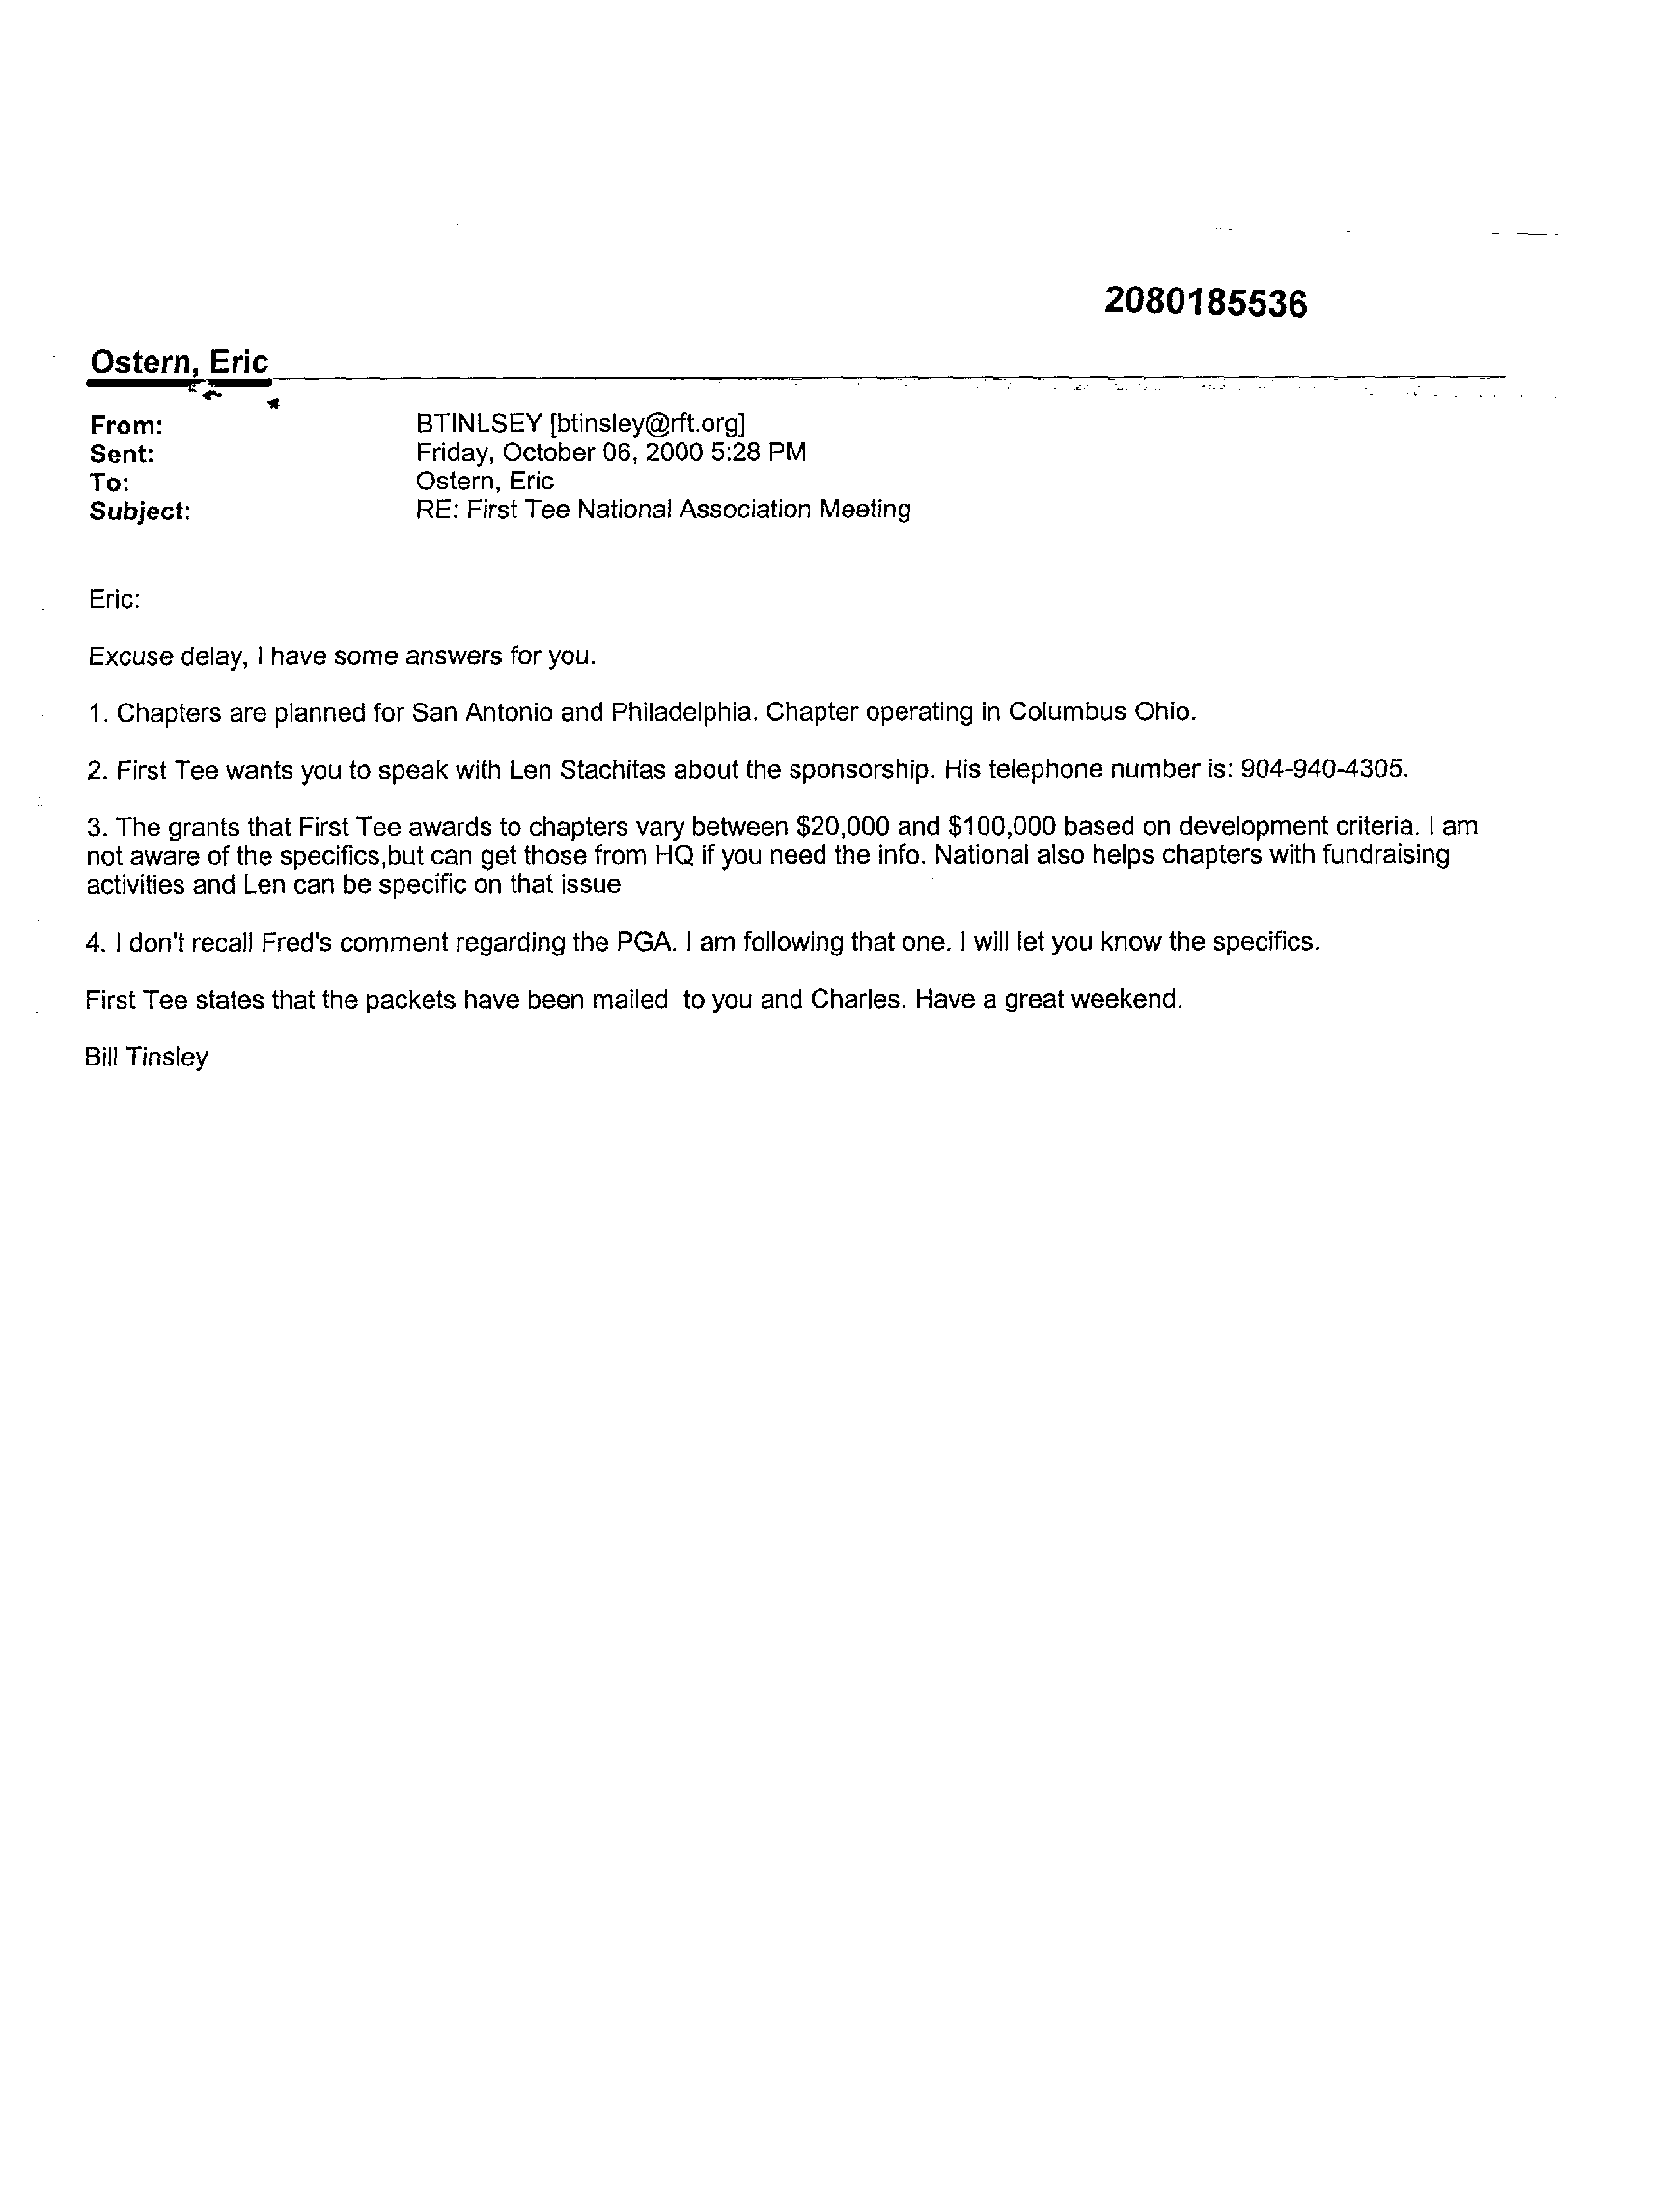 2080185536
Ostern, Eric
From: BTINLSEY [btinsley@rft.org]
Sent: Friday, October 06, 2000 5:28 PM
To: Ostern, Eric
Subject: RE: First Tee National Association Meeting
Eric:
Excuse delay, I have some answers for you.
1. Chapters are planned for San Antonio and Philadelphia. Chapter operating in Columbus Ohio.
2. First Tee wants you to speak with Len Stachitas about the sponsorship. His telephone number is: 904-940-4305.
3. The grants that First Tee awards to chapters vary between $20,000 and $100,000 based on development criteria. I am
not aware of the specifics,but can get those from HQ if you need the info. National also helps chapters with fundraising
activities and Len can be specific on that issue
4. I don't recall Fred's comment regarding the PGA. I am following that one. I will let you know the specifics.
First Tee states that the packets have been mailed  to you and Charles. Have a great weekend.
Bill Tinsley